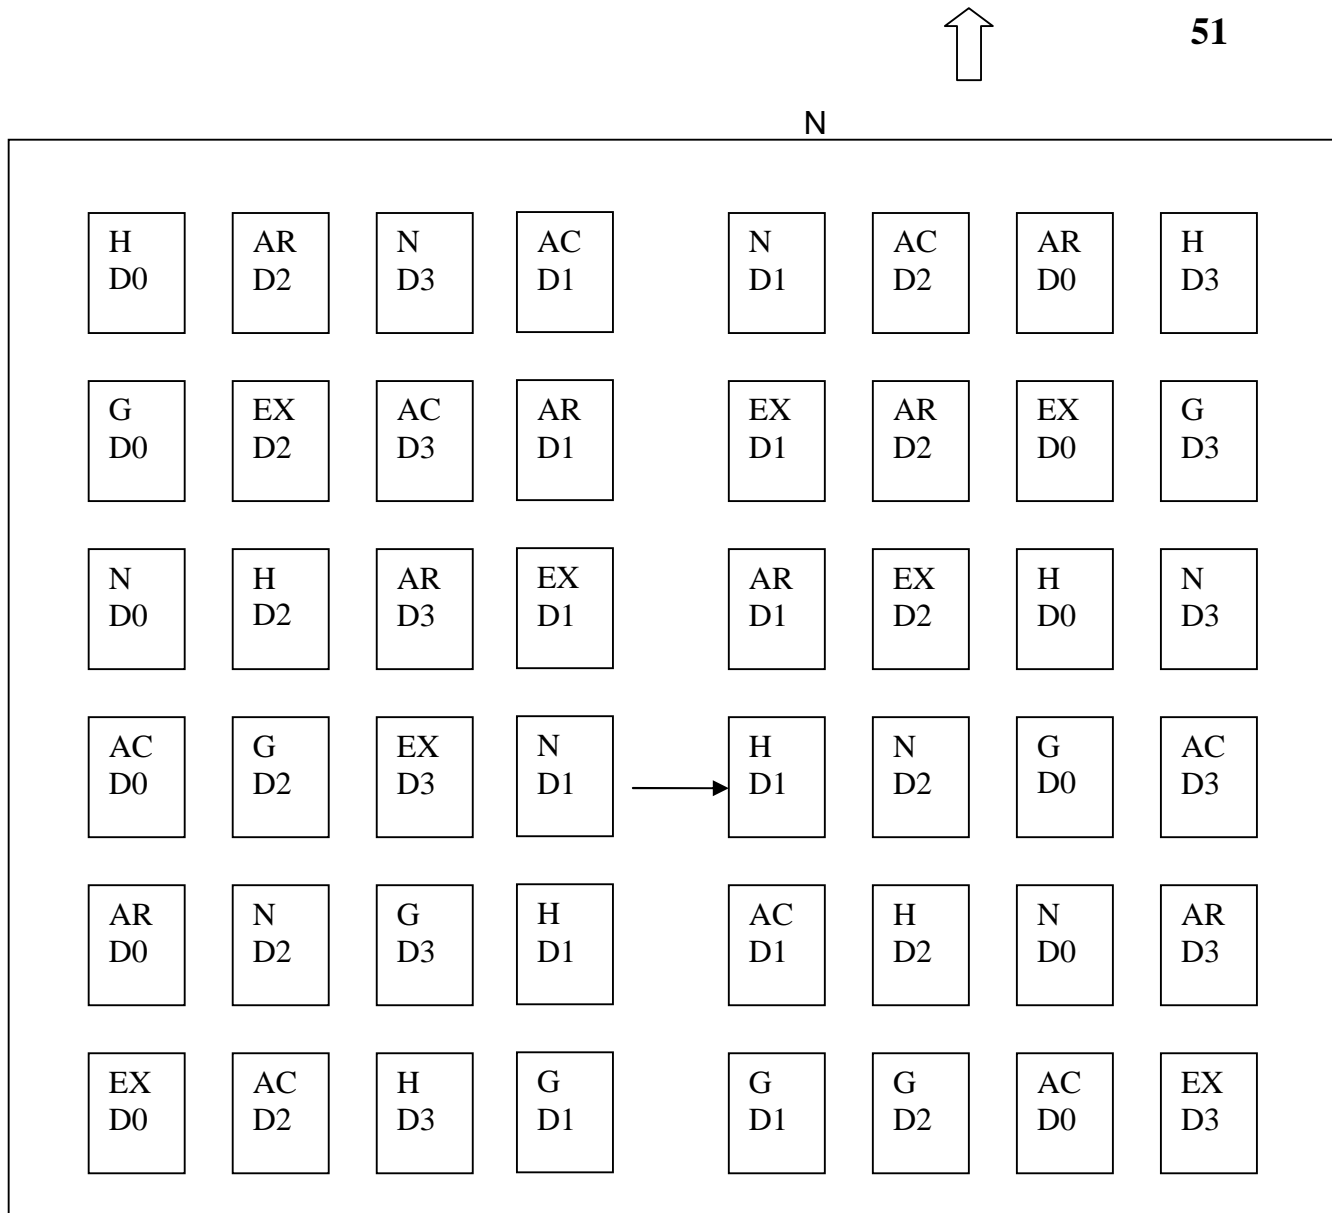 51
N
H AR N AC N AC AR H
D0 D2 D3 D1 D1 D2 D0 D3
G EX AC AR EX AR EX G
D0 D2 D3 D1 D1 D2 D0 D3
N H AR EX AR EX H N
D0 D2 D3 D1 D1 D2 D0 D3
AC G EX N H N G AC
D0 D2 D3 D1 D1 D2 D0 D3
AR N G H AC H N AR
D0 D2 D3 D1 D1 D2 D0 D3
EX AC H G G G AC EX
D0 D2 D3 D1 D1 D2 D0 D3